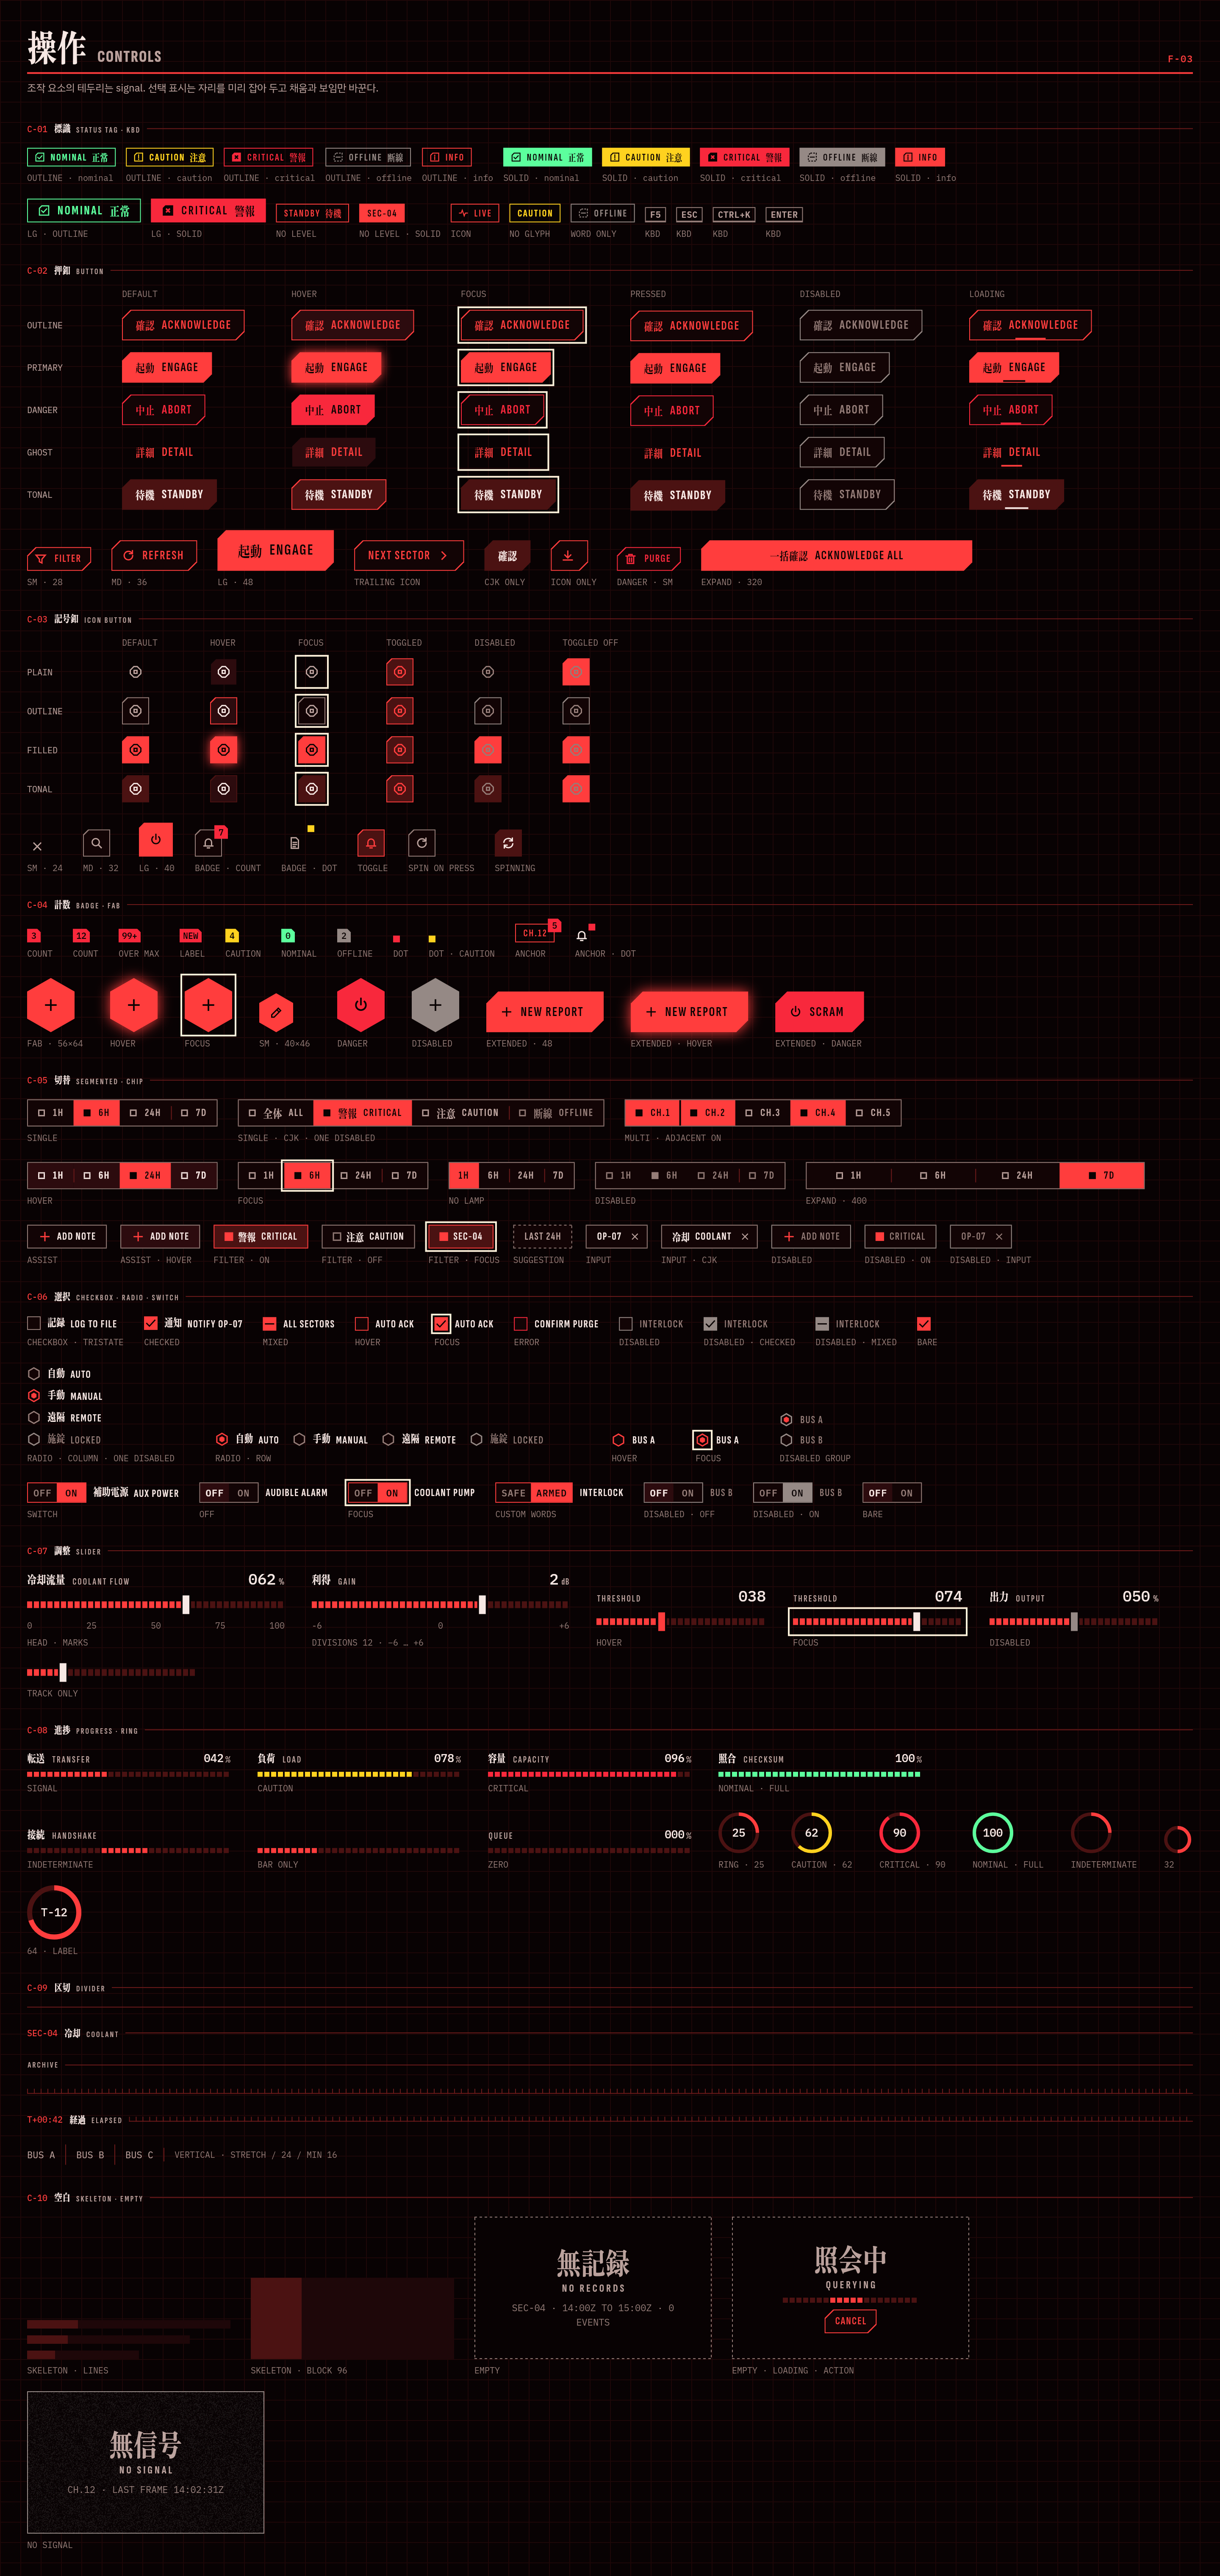 操作 CONTROLS F-03
조작 요소의 테두리는 signal. 선택 표시는 자리를 미리 잡아 두고 채움과 보임만 바꾼다.
C-01 標識 STATUS TAG · KBD
NOMINAL 正常 CAUTION 注意 CRITICAL 警報 OFFLINE 断線 INFO NOMINAL 正常 CAUTION 注意 CRITICAL 警報 OFFLINE 断線 INFO
OUTLINE · nominal OUTLINE · caution OUTLINE · critical OUTLINE · offline OUTLINE · info SOLID · nominal SOLID · caution SOLID · critical SOLID · offline SOLID · info
NOMINAL 正常 CRITICAL 警報 STANDBY 待機 SEC-04 LIVE CAUTION OFFLINE F5 ESC CTRL+K ENTER
LG · OUTLINE LG · SOLID NO LEVEL NO LEVEL · SOLID ICON NO GLYPH WORD ONLY KBD KBD KBD KBD
C-02 押釦 BUTTON
DEFAULT HOVER FOCUS PRESSED DISABLED LOADING
OUTLINE 確認 ACKNOWLEDGE 確認 ACKNOWLEDGE 確認 ACKNOWLEDGE 確認 ACKNOWLEDGE 確認 ACKNOWLEDGE 確認 ACKNOWLEDGE
PRIMARY 起動 ENGAGE 起動 ENGAGE 起動 ENGAGE 起動 ENGAGE 起動 ENGAGE 起動 ENGAGE
DANGER 中止 ABORT 中止 ABORT 中止 ABORT 中止 ABORT 中止 ABORT 中止 ABORT
GHOST 詳細 DETAIL 詳細 DETAIL 詳細 DETAIL 詳細 DETAIL 詳細 DETAIL 詳細 DETAIL
TONAL 待機 STANDBY 待機 STANDBY 待機 STANDBY 待機 STANDBY 待機 STANDBY 待機 STANDBY
FILTER REFRESH 起動 ENGAGE NEXT SECTOR 確認 PURGE 一括確認 ACKNOWLEDGE ALL
SM · 28 MD · 36 LG · 48 TRAILING ICON CJK ONLY ICON ONLY DANGER · SM EXPAND · 320
C-03 記号釦 ICON BUTTON
DEFAULT HOVER FOCUS TOGGLED DISABLED TOGGLED OFF
PLAIN
OUTLINE
FILLED
TONAL
7
SM · 24 MD · 32 LG · 40 BADGE · COUNT BADGE · DOT TOGGLE SPIN ON PRESS SPINNING
C-04 計数 BADGE · FAB
3 12 99+ NEW 4 0 2 CH.12 5
COUNT COUNT OVER MAX LABEL CAUTION NOMINAL OFFLINE DOT DOT · CAUTION ANCHOR ANCHOR · DOT
NEW REPORT NEW REPORT SCRAM
FAB · 56×64 HOVER FOCUS SM · 40×46 DANGER DISABLED EXTENDED · 48 EXTENDED · HOVER EXTENDED · DANGER
C-05 切替 SEGMENTED · CHIP
1H 6H 24H 7D 全体 ALL 警報 CRITICAL 注意 CAUTION 断線 OFFLINE CH.1 CH.2 CH.3 CH.4 CH.5
SINGLE SINGLE · CJK · ONE DISABLED MULTI · ADJACENT ON
1H 6H 24H 7D 1H 6H 24H 7D 1H 6H 24H 7D 1H 6H 24H 7D 1H 6H 24H 7D
HOVER FOCUS NO LAMP DISABLED EXPAND · 400
ADD NOTE ADD NOTE 警報 CRITICAL 注意 CAUTION SEC-04 LAST 24H OP-07 冷却 COOLANT ADD NOTE CRITICAL OP-07
ASSIST ASSIST · HOVER FILTER · ON FILTER · OFF FILTER · FOCUS SUGGESTION INPUT INPUT · CJK DISABLED DISABLED · ON DISABLED · INPUT
C-06 選択 CHECKBOX · RADIO · SWITCH
記録 LOG TO FILE 通知 NOTIFY OP-07 ALL SECTORS AUTO ACK AUTO ACK CONFIRM PURGE INTERLOCK INTERLOCK INTERLOCK
CHECKBOX · TRISTATE CHECKED MIXED HOVER FOCUS ERROR DISABLED DISABLED · CHECKED DISABLED · MIXED BARE
自動 AUTO
手動 MANUAL
遠隔 REMOTE BUS A
施錠 LOCKED 自動 AUTO 手動 MANUAL 遠隔 REMOTE 施錠 LOCKED BUS A BUS A BUS B
RADIO · COLUMN · ONE DISABLED RADIO · ROW HOVER FOCUS DISABLED GROUP
OFF ON 補助電源 AUX POWER OFF ON AUDIBLE ALARM OFF ON COOLANT PUMP SAFE ARMED INTERLOCK OFF ON BUS B OFF ON BUS B OFF ON
SWITCH OFF FOCUS CUSTOM WORDS DISABLED · OFF DISABLED · ON BARE
C-07 調整 SLIDER
冷却流量 COOLANT FLOW 062 % 利得 GAIN 2 dB THRESHOLD 038 THRESHOLD 074 出力 OUTPUT 050 %
0 25 50 75 100 -6 0 +6
HEAD · MARKS DIVISIONS 12 · −6 … +6 HOVER FOCUS DISABLED
TRACK ONLY
C-08 進捗 PROGRESS · RING
転送 TRANSFER 042% 負荷 LOAD 078% 容量 CAPACITY 096% 照合 CHECKSUM 100%
SIGNAL CAUTION CRITICAL NOMINAL · FULL
接続 HANDSHAKE QUEUE 000% 25 62 90 100
INDETERMINATE BAR ONLY ZERO RING · 25 CAUTION · 62 CRITICAL · 90 NOMINAL · FULL INDETERMINATE 32
T-12
64 · LABEL
C-09 区切 DIVIDER
SEC-04 冷却 COOLANT
ARCHIVE
T+00:42 経過 ELAPSED
BUS A BUS B BUS C VERTICAL · STRETCH / 24 / MIN 16
C-10 空白 SKELETON · EMPTY
無記録
NO RECORDS
SEC-04 · 14:00Z TO 15:00Z · 0
EVENTS
照会中
QUERYING
CANCEL
SKELETON · LINES SKELETON · BLOCK 96 EMPTY EMPTY · LOADING · ACTION
無信号
NO SIGNAL
CH.12 · LAST FRAME 14:02:31Z
NO SIGNAL